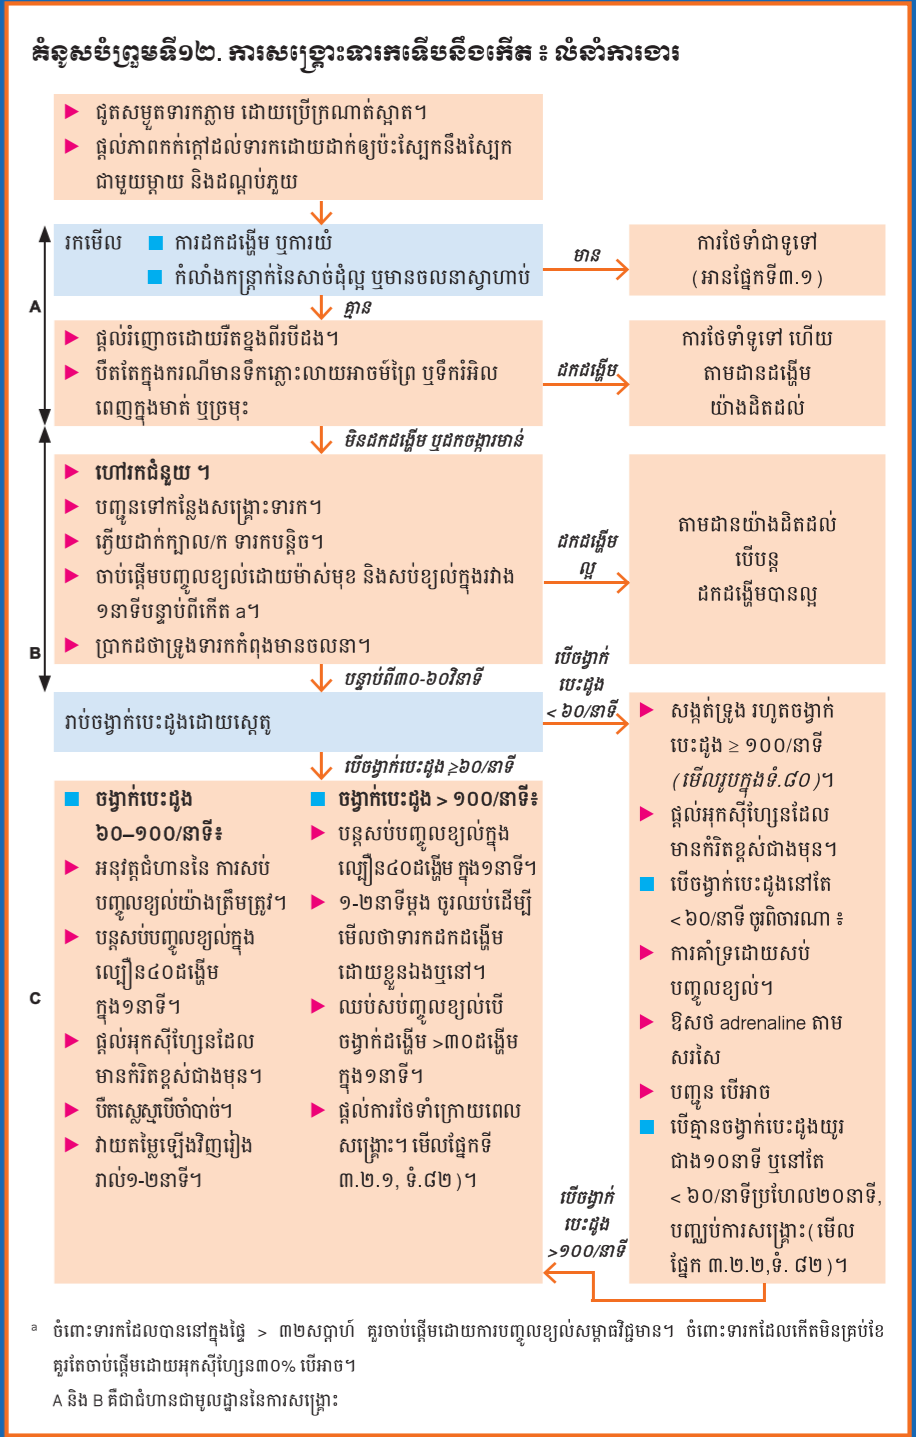 គំនូសបំព្រួមទី១២. ការសង្គ្រោះទារកទើបនឹងកើត ៖ លំនាំការងារ
ជូតសម្ងួតទារកភ្លាម ដោយប្រើក្រណាត់ស្អាត។
ផ្តល់ភាពកក់ក្តៅដល់ទារកដោយដាក់ឲ្យប៉ះស្បែកនឹងស្បែក
ជាមួយម្តាយ និងដណ្តប់ភួយ
រកមើល
ការដកដង្ហើម ឬការយំ
កំលាំងកន្ត្រាក់នៃសាច់ដុំល្អ ឬមានចលនាស្វាហាប់
មាន
ការថែទាំជាទូទៅ
(អានផ្នែកទី៣.១)
A
គ្មាន
ផ្តល់រំញោចដោយរឺតខ្នងពីរបីដង។
បឺតតែក្នុងករណីមានទឹកភ្លោះលាយអាចម៍ព្រៃ ឬទឹករំអិល
ពេញក្នុងមាត់ ឬច្រមុះ
ដកដង្ហើម
ការថែទាំទូទៅ ហើយ
តាមដានដង្ហើម
យ៉ាងដិតដល់
មិនដកដង្ហើម ឬដកចង្ការមាន់
ហៅរកជំនួយ ។
បញ្ជូនទៅកន្លែងសង្គ្រោះទារក។
ងើយដាក់ក្បាល/ក ទារកបន្តិច។
ចាប់ផ្តើមបញ្ចូលខ្យល់ដោយម៉ាស់មុខ និងសប់ខ្យល់ក្នុងរវាង
១នាទីបន្ទាប់ពីកើត a។
ប្រាកដថាទ្រូងទារកកំពុងមានចលនា។
ដកដង្ហើម
ល្អ
តាមដានយ៉ាងដិតដល់
បើបន្ត
ដកដង្ហើមបានល្អ
B
បន្ទាប់ពី៣០-៦០វិនាទី
រាប់ចង្វាក់បេះដូងដោយស្តេតូ
បើចង្វាក់
បេះដូង
< ៦០/នាទី
បើចង្វាក់បេះដូង ≥៦០/នាទី
ចង្វាក់បេះដូង
៦០–១០០/នាទី៖
អនុវត្តជំហាននៃ ការសប់
បញ្ចូលខ្យល់យ៉ាងត្រឹមត្រូវ។
បន្តសប់បញ្ចូលខ្យល់ក្នុង
ល្បឿន៤០ដង្ហើម
ក្នុង១នាទី។
ផ្តល់អុកស៊ីហ្សែនដែល
មានកំរិតខ្ពស់ជាងមុន។
បឺតស្លេស្មបើចាំបាច់។
វាយតម្លៃឡើងវិញរៀង
រាល់១-២នាទី។
C
ចង្វាក់បេះដូង > ១០០/នាទី៖
បន្តសប់បញ្ចូលខ្យល់ក្នុង
ល្បឿន៤០ដង្ហើម ក្នុង១នាទី។
១-២នាទីម្តង ចូរឈប់ដើម្បី
មើលថាទារកដកដង្ហើម
ដោយខ្លួនឯងឬនៅ។
ឈប់សប់បញ្ចូលខ្យល់បើ
ចង្វាក់ដង្ហើម >៣០ដង្ហើម
ក្នុង១នាទី។
ផ្តល់ការថែទាំក្រោយពេល
សង្គ្រោះ។ មើលផ្នែកទី
៣.២.១, ទំ.៨២)។
សង្កត់ទ្រូង រហូតចង្វាក់
បេះដូង ≥ ១០០/នាទី
(មើលរូបក្នុងទំ.៨០)។
ផ្តល់អុកស៊ីហ្សែនដែល
មានកំរិតខ្ពស់ជាងមុន។
បើចង្វាក់បេះដូងនៅតែ
< ៦០/នាទី ចូរពិចារណា ៖
ការគាំទ្រដោយសប់
បញ្ចូលខ្យល់។
ឱសថ adrenaline តាម
សរសៃ
បញ្ជូន បើអាច
បើគ្មានចង្វាក់បេះដូងយូរ
ជាង១០នាទី ឬនៅតែ
< ៦០/នាទីប្រហែល២០នាទី,
បញ្ឈប់ការសង្គ្រោះ(មើល
ផ្នែក ៣.២.២,ទំ. ៨២)។
បើចង្វាក់
បេះដូង
>១០០/នាទី
a ចំពោះទារកដែលបាននៅក្នុងផ្ទៃ > ៣២សប្តាហ៍ គួរចាប់ផ្តើមដោយការបញ្ចូលខ្យល់សម្ពាធវិជ្ជមាន។ ចំពោះទារកដែលកើតមិនគ្រប់ខែ
គួរតែចាប់ផ្តើមដោយអុកស៊ីហ្សែន៣០% បើអាច។
A និង B គឺជាជំហានជាមូលដ្ឋាននៃការសង្គ្រោះ